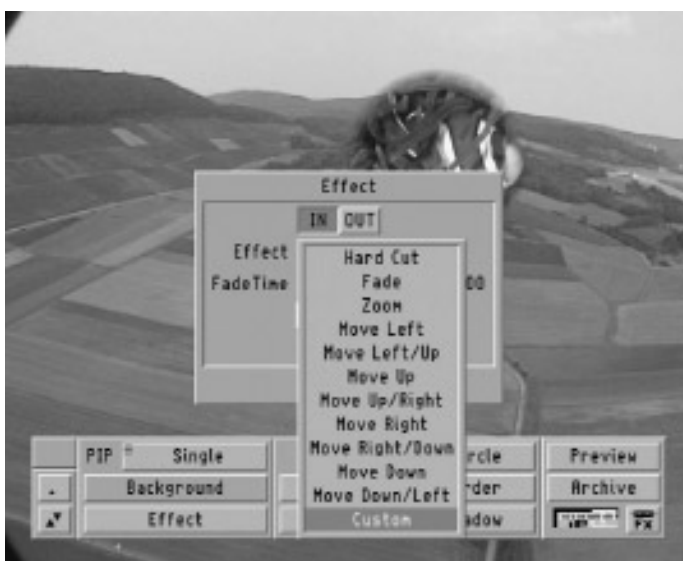 Effect
IN OUT
Effect
FadeTime 00
Hard Cut
Fade
Zoom
Move Left
Move Left/Up
Move Up
Move Up/Right
Move Right
Move Right/Down
Move Down
Move Down/Left
Custom
PIP Single rcle Preview
Background rder Archive
Effect adow FX